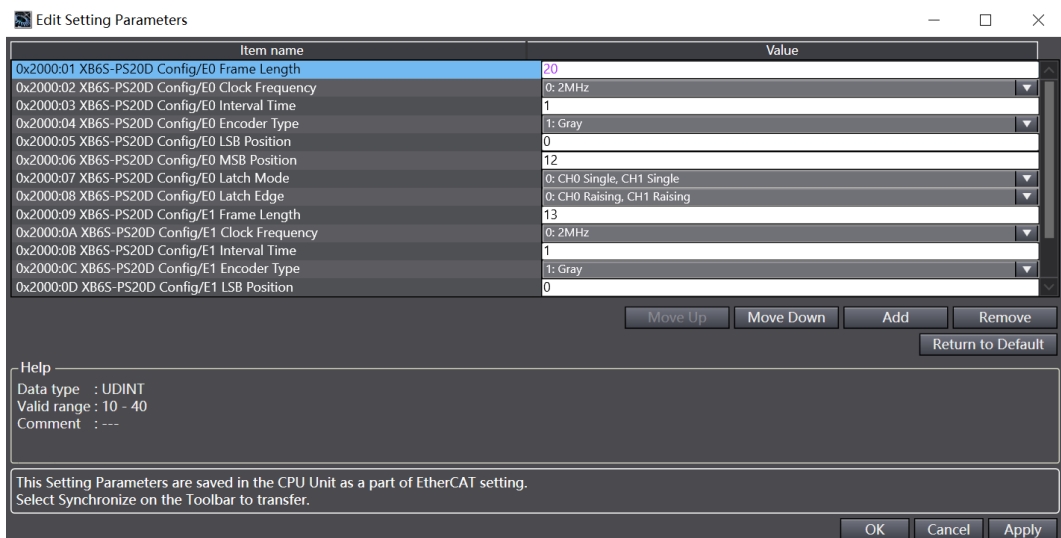 Edit Setting Parameters
Item name Value
0x2000:01 XB6S-PS20D Config/E0 Frame Length 20
0x2000:02 XB6S-PS20D Config/E0 Clock Frequency 0: 2MHz
0x2000:03 XB6S-PS20D Config/E0 Interval Time 1
0x2000:04 XB6S-PS20D Config/E0 Encoder Type 1: Gray
0x2000:05 XB6S-PS20D Config/E0 LSB Position 0
0x2000:06 XB6S-PS20D Config/E0 MSB Position 12
0x2000:07 XB6S-PS20D Config/E0 Latch Mode 0: CH0 Single, CH1 Single
0x2000:08 XB6S-PS20D Config/E0 Latch Edge 0: CH0 Raising, CH1 Raising
0x2000:09 XB6S-PS20D Config/E1 Frame Length 13
0x2000:0A XB6S-PS20D Config/E1 Clock Frequency 0: 2MHz
0x2000:0B XB6S-PS20D Config/E1 Interval Time 1
0x2000:0C XB6S-PS20D Config/E1 Encoder Type 1: Gray
0x2000:0D XB6S-PS20D Config/E1 LSB Position 0
Move Up Move Down Add Remove
Return to Default
Help
Data type : UDINT
Valid range : 10 - 40
Comment : ---
This Setting Parameters are saved in the CPU Unit as a part of EtherCAT setting.
Select Synchronize on the Toolbar to transfer.
OK Cancel Apply